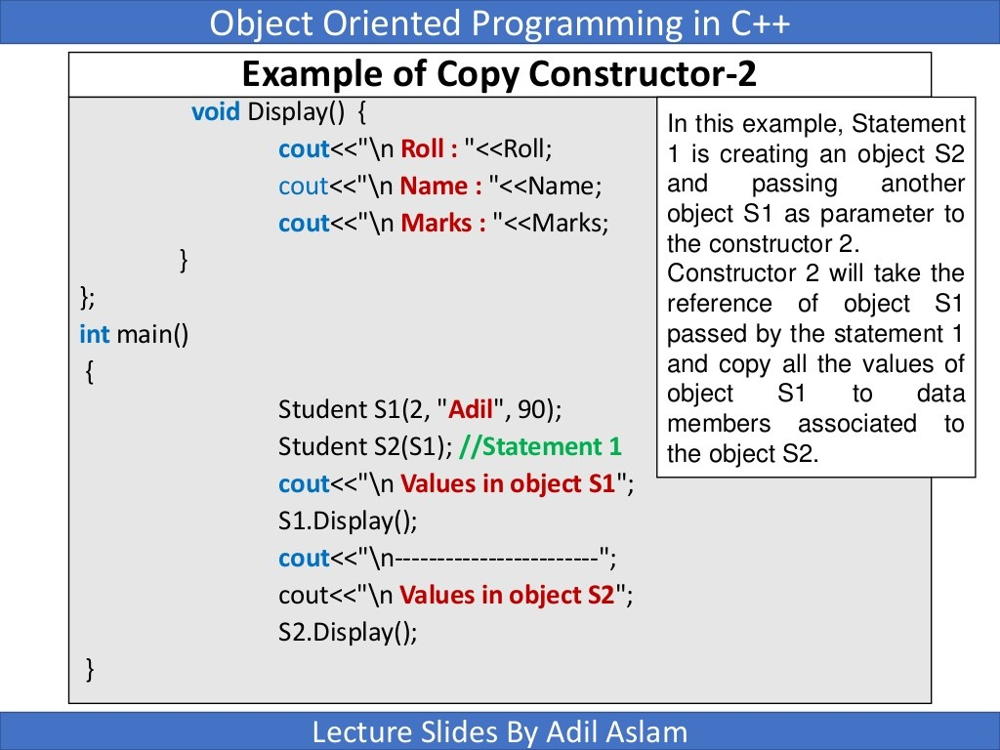 Object Oriented Programming in C++
Example of Copy Constructor-2
void Display() {
cout<<"\n Roll : "<<Roll;
cout<<"\n Name : "<<Name;
cout<<"\n Marks : "<<Marks;
}
};
int main()
{
Student S1(2, "Adil", 90);
Student S2(S1); //Statement 1
cout<<"\n Values in object S1";
S1.Display();
cout<<"\n------------------------";
cout<<"\n Values in object S2";
S2.Display();
}
In this example, Statement
1 is creating an object S2
and passing another
object S1 as parameter to
the constructor 2.
Constructor 2 will take the
reference of object S1
passed by the statement 1
and copy all the values of
object S1 to data
members associated to
the object S2.
Lecture Slides By Adil Aslam